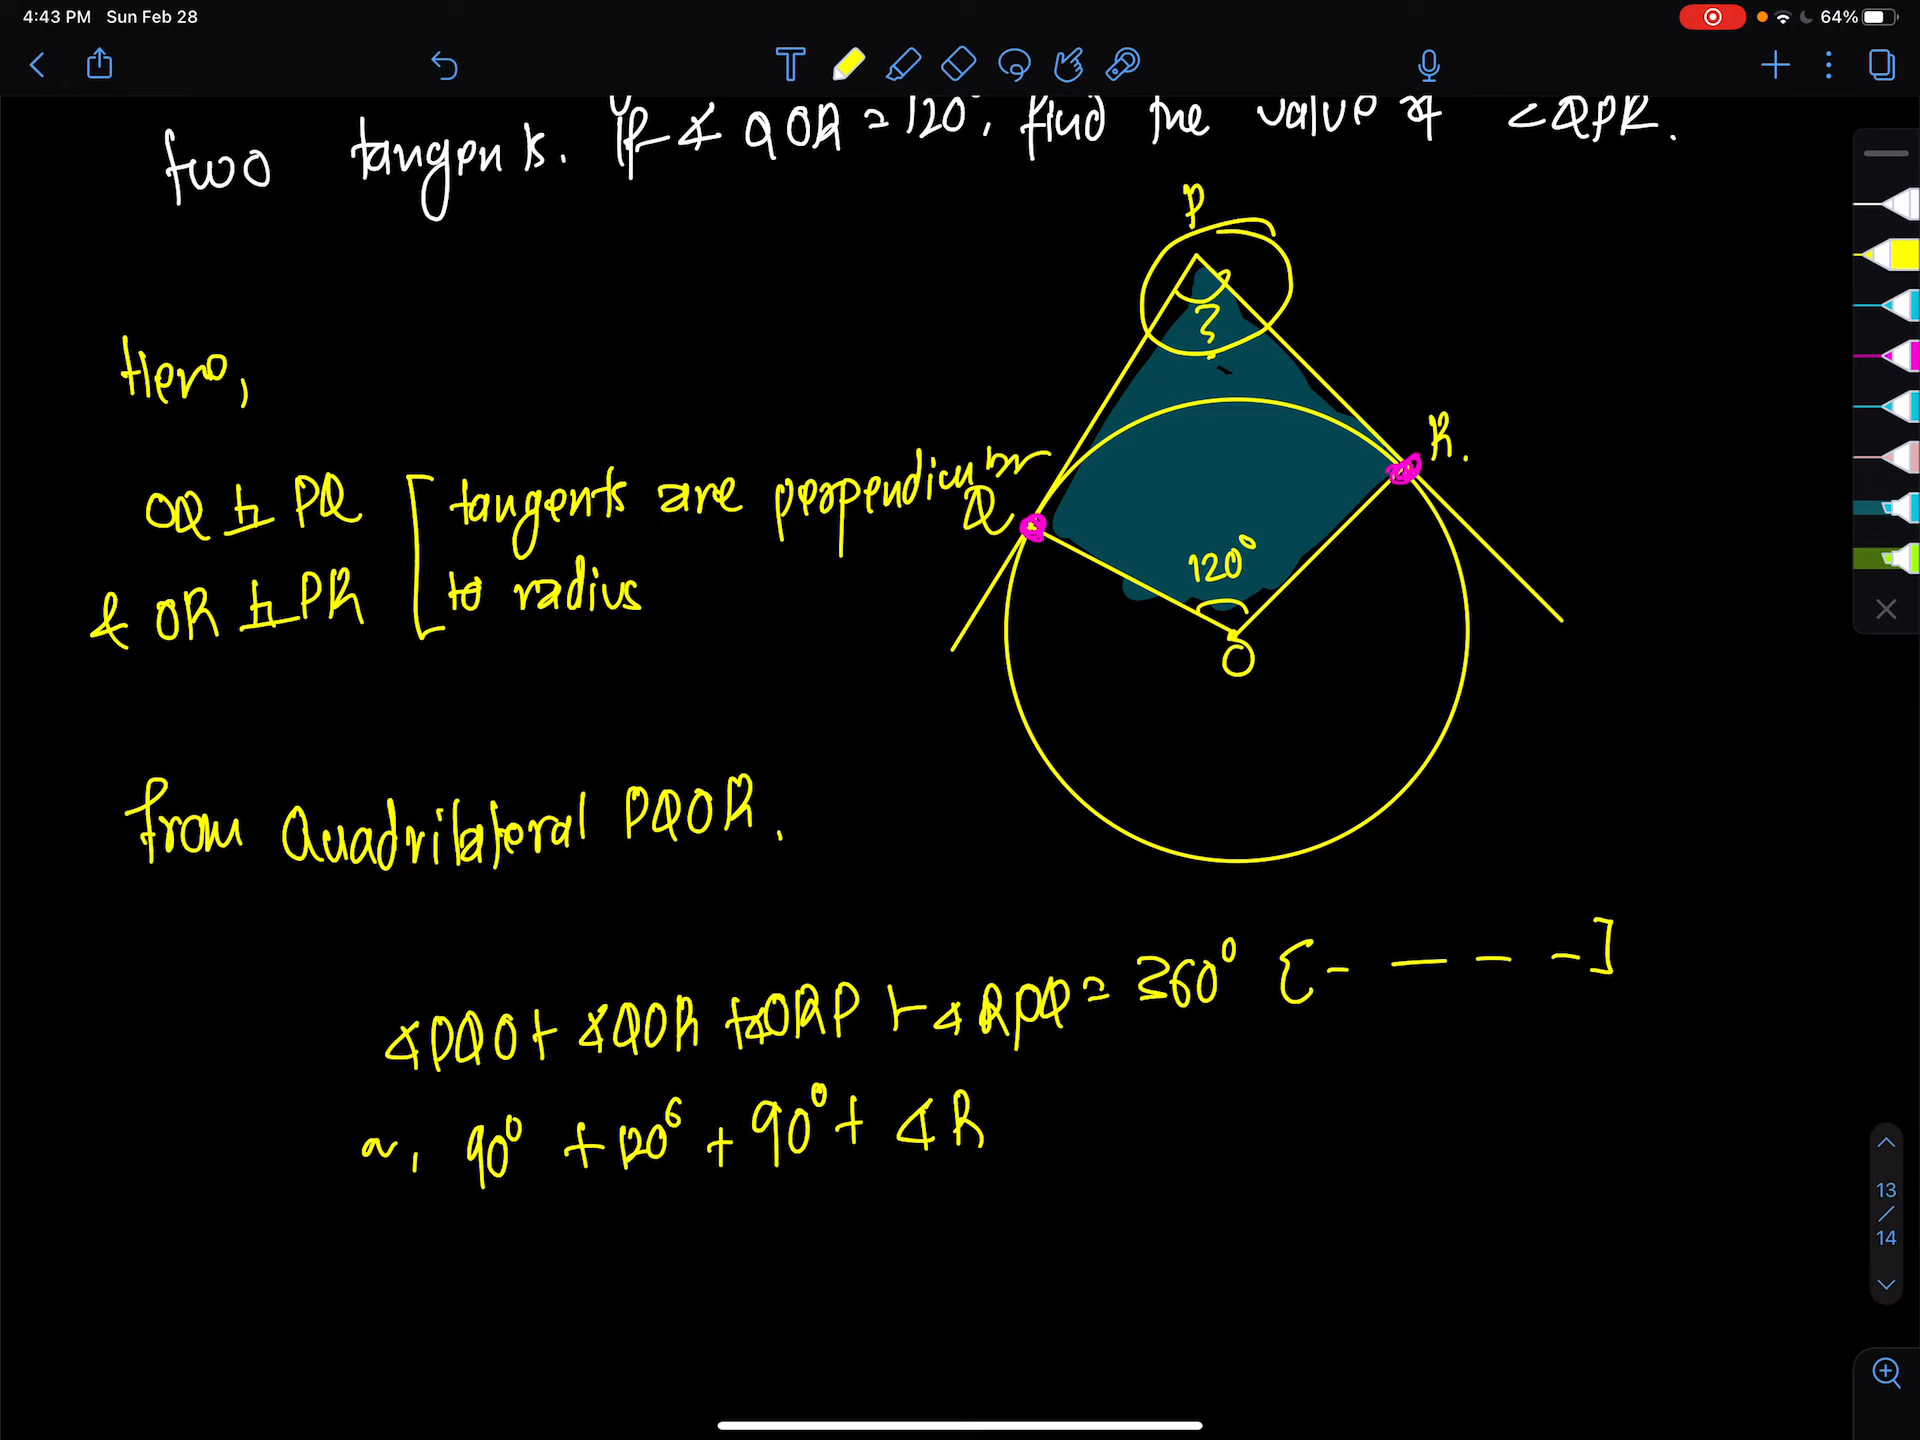 4:43 PM Sun Feb 28
64%
two tangents. If ∡ QOR = 120°, find the value of <QPR.
P
?
Here,
R.
OQ ⊥ PQ [tangents are perpendicular
Q
& OR ⊥ PR to radius
120°
O
from Quadrilateral PQOR.
∡PQO + ∡QOR + ∡ORP + ∡RPQ = 360° {- — - -]
~, 90° + 120° + 90° + ∡R
13
/
14